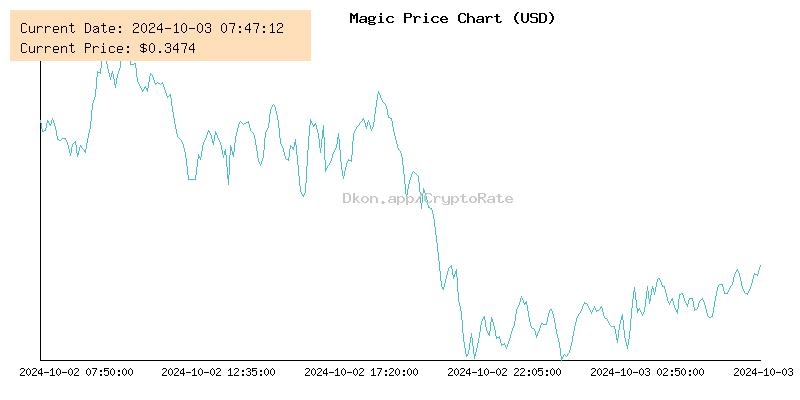 Magic Price Chart (USD)
Current Date: 2024-10-03 07:47:12
Current Price: $0.3474
Dkon.app/CryptoRate
2024-10-02 07:50:00 2024-10-02 12:35:00 2024-10-02 17:20:00 2024-10-02 22:05:00 2024-10-03 02:50:00 2024-10-03